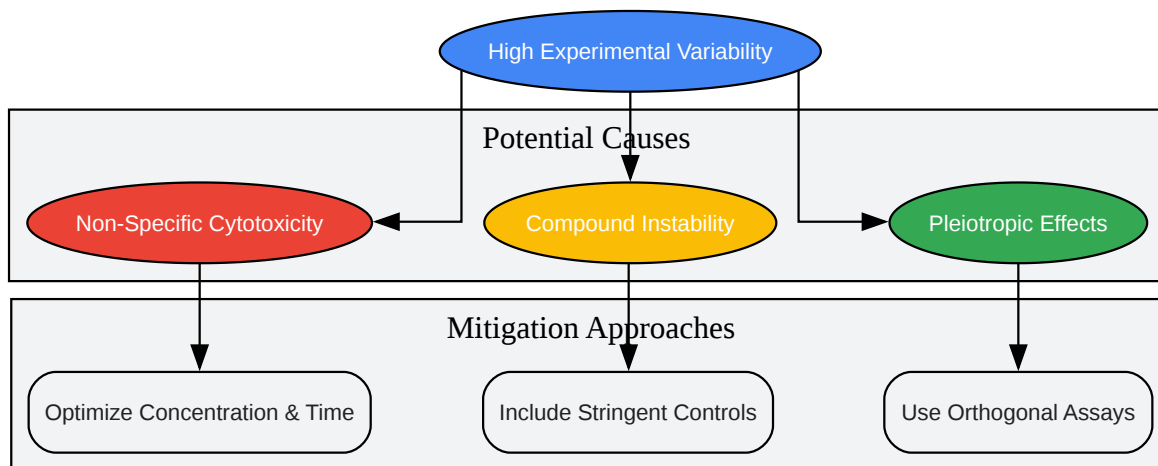 High Experimental Variability
Potential Causes
Non-Specific Cytotoxicity
Compound Instability
Pleiotropic Effects
Mitigation Approaches
Optimize Concentration & Time
Include Stringent Controls
Use Orthogonal Assays